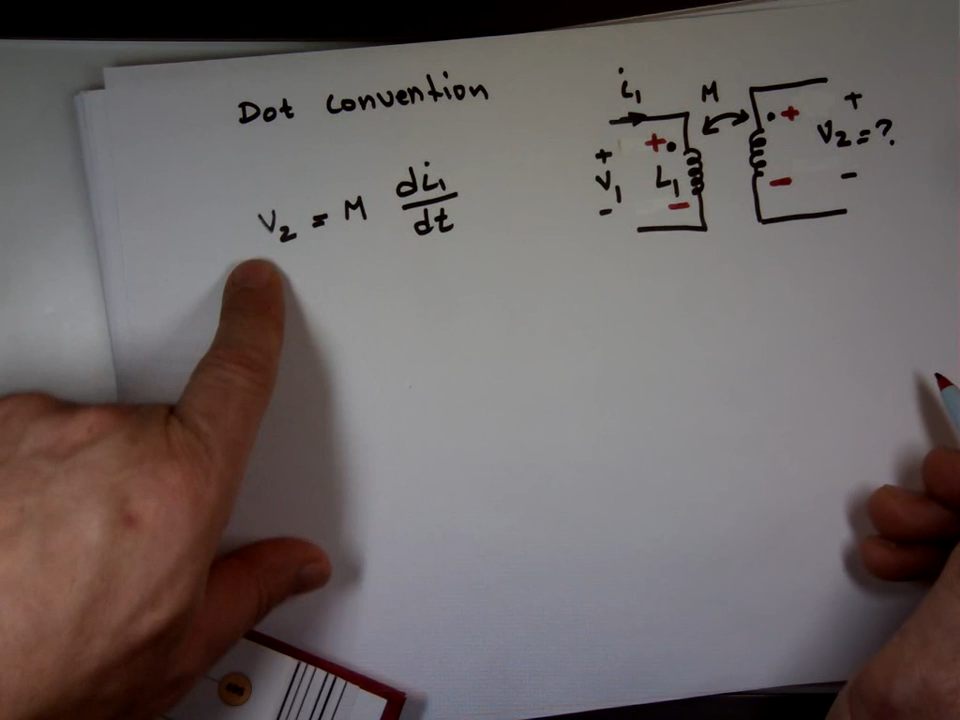 Dot convention
V₂ = M di₁/dt
i₁
M
+
+
+
+
V₁
L₁
V₂=?
-
-
-
-